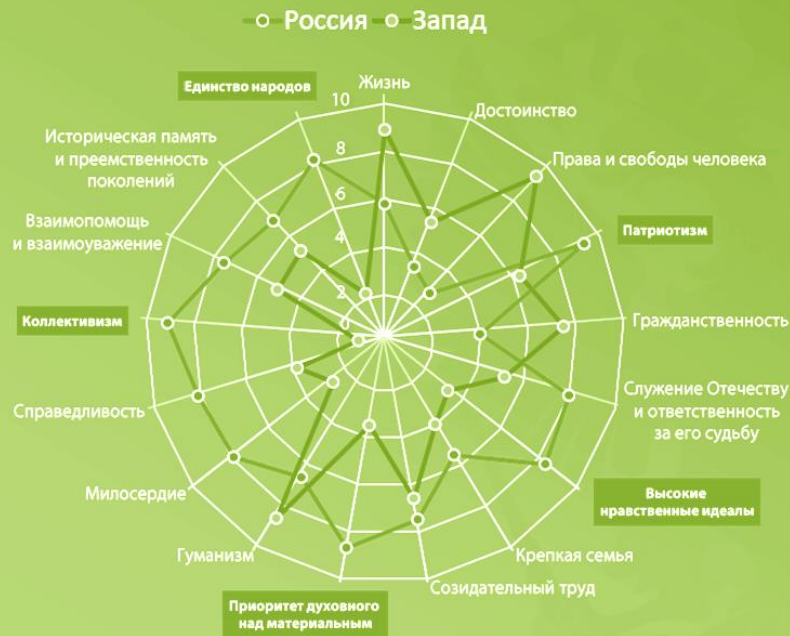 Россия Запад
Жизнь
Достоинство
Права и свободы человека
Патриотизм
Гражданственность
Служение Отечеству
и ответственность
за его судьбу
Высокие
нравственные идеалы
Крепкая семья
Созидательный труд
Приоритет духовного
над материальным
Гуманизм
Милосердие
Справедливость
Коллективизм
Взаимопомощь
и взаимоуважение
Историческая память
и преемственность
поколений
Единство народов
10
8
6
4
2
0